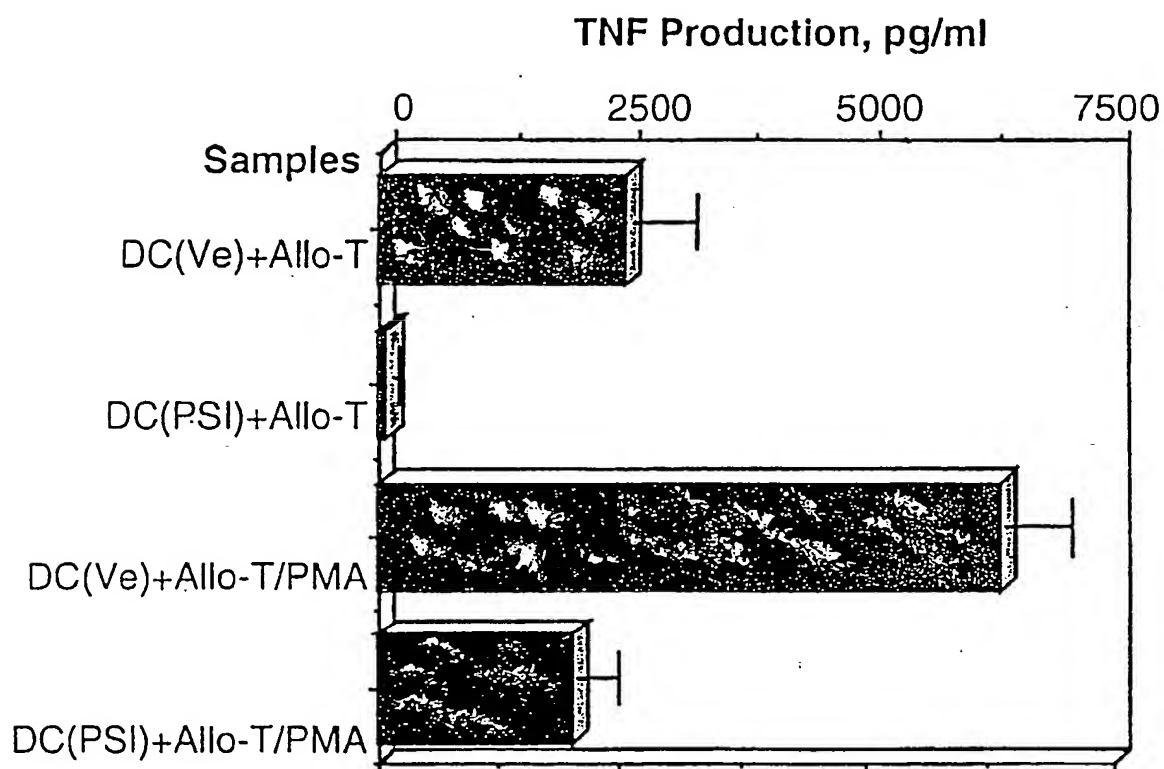 TNF Production, pg/ml
0 2500 5000 7500
Samples
DC(Ve)+Allo-T
DC(PSI)+Allo-T
DC(Ve)+Allo-T/PMA
DC(PSI)+Allo-T/PMA